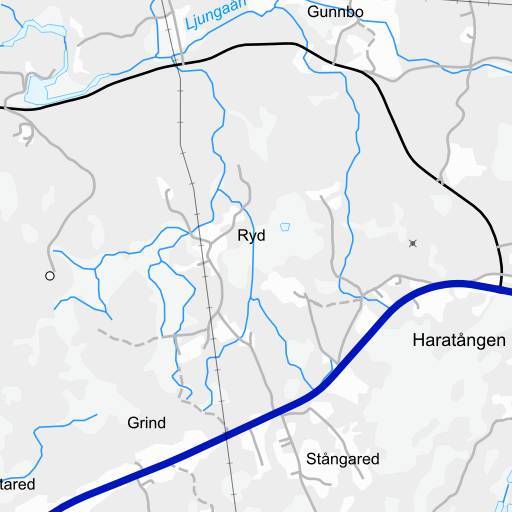 Ljungaån
Gunnbo
Ryd
Haratången
Grind
Stångared
tared